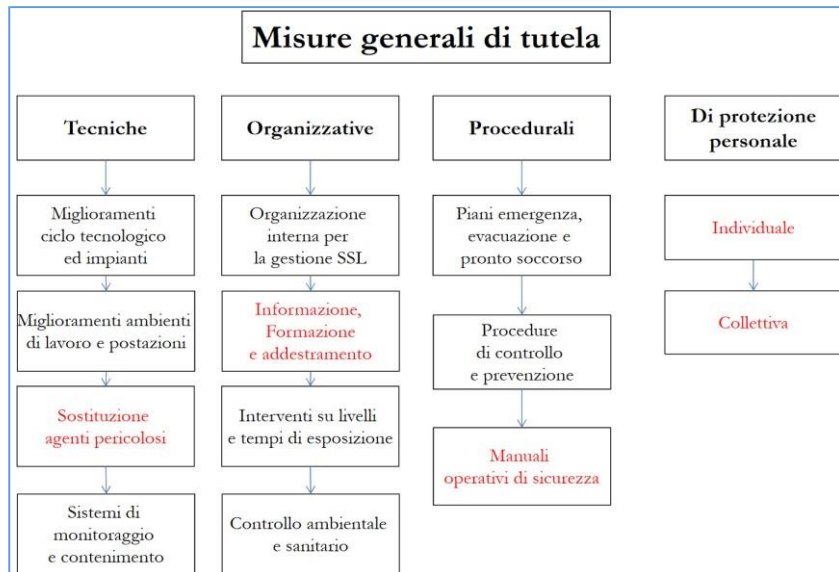 Misure generali di tutela
Tecniche
Miglioramenti
ciclo tecnologico
ed impianti
Miglioramenti ambienti
di lavoro e postazioni
Sostituzione
agenti pericolosi
Sistemi di
monitoraggio
e contenimento
Organizzative
Organizzazione
interna per
la gestione SSL
Informazione,
Formazione
e addestramento
Interventi su livelli
e tempi di esposizione
Controllo ambientale
e sanitario
Procedurali
Piani emergenza,
evacuazione e
pronto soccorso
Procedure
di controllo
e prevenzione
Manuali
operativi di sicurezza
Di protezione
personale
Individuale
Collettiva